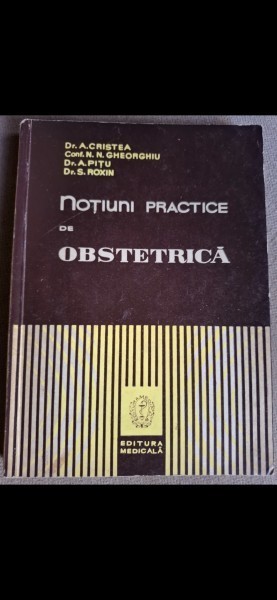 Dr. A. CRISTEA
Conf. N. N. GHEORGHIU
Dr. A. PIȚU
Dr. S. ROXIN
NOȚIUNI PRACTICE
DE
OBSTETRICĂ
EDITURA
MEDICALĂ